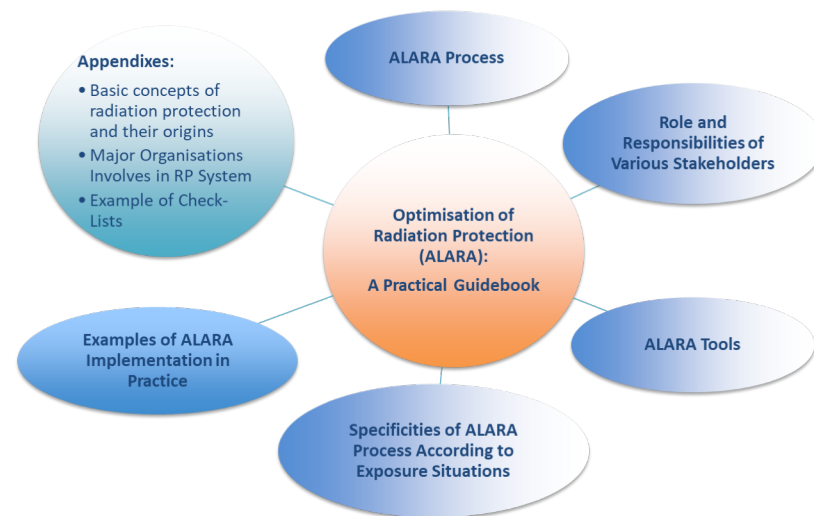 Appendixes:
• Basic concepts of
radiation protection
and their origins
• Major Organisations
Involves in RP System
• Example of Check-
Lists
ALARA Process
Role and
Responsibilities of
Various Stakeholders
Optimisation of
Radiation Protection
(ALARA):
A Practical Guidebook
ALARA Tools
Examples of ALARA
Implementation in
Practice
Specificities of ALARA
Process According to
Exposure Situations